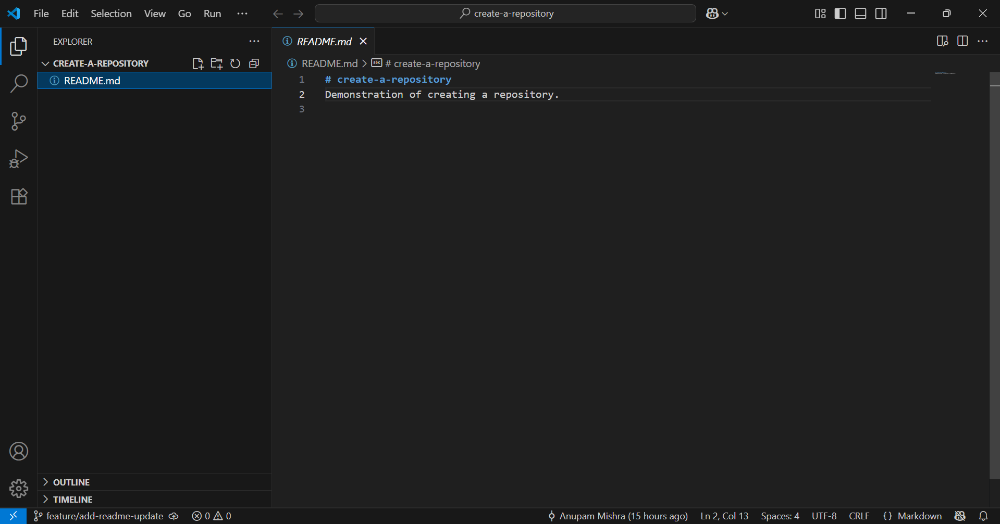 File Edit Selection View Go Run ···
create-a-repository
EXPLORER
CREATE-A-REPOSITORY
README.md
OUTLINE
TIMELINE
README.md
README.md > # create-a-repository
1 # create-a-repository
2 Demonstration of creating a repository.
3
feature/add-readme-update 0 0 Anupam Mishra (15 hours ago) Ln 2, Col 13 Spaces: 4 UTF-8 CRLF {} Markdown